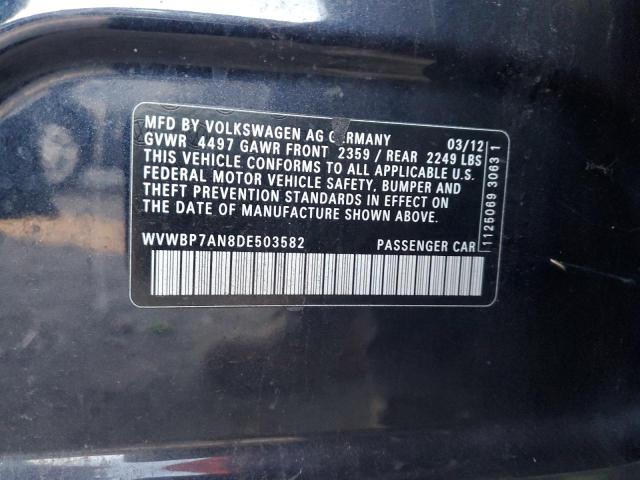 MFD BY VOLKSWAGEN AG GERMANY 03/12
GVWR 4497 GAWR FRONT 2359 / REAR 2249 LBS
THIS VEHICLE CONFORMS TO ALL APPLICABLE U.S.
FEDERAL MOTOR VEHICLE SAFETY, BUMPER AND
THEFT PREVENTION STANDARDS IN EFFECT ON
THE DATE OF MANUFACTURE SHOWN ABOVE.
WVWBP7AN8DE503582 PASSENGER CAR
1125069 3063 1